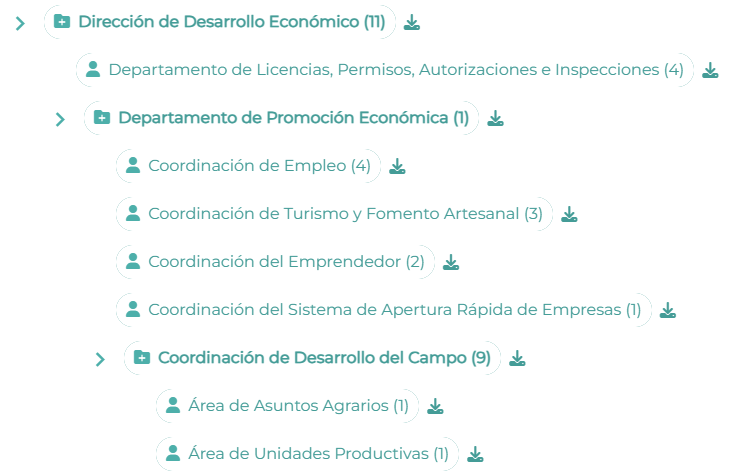 Dirección de Desarrollo Económico (11)
Departamento de Licencias, Permisos, Autorizaciones e Inspecciones (4)
Departamento de Promoción Económica (1)
Coordinación de Empleo (4)
Coordinación de Turismo y Fomento Artesanal (3)
Coordinación del Emprendedor (2)
Coordinación del Sistema de Apertura Rápida de Empresas (1)
Coordinación de Desarrollo del Campo (9)
Área de Asuntos Agrarios (1)
Área de Unidades Productivas (1)